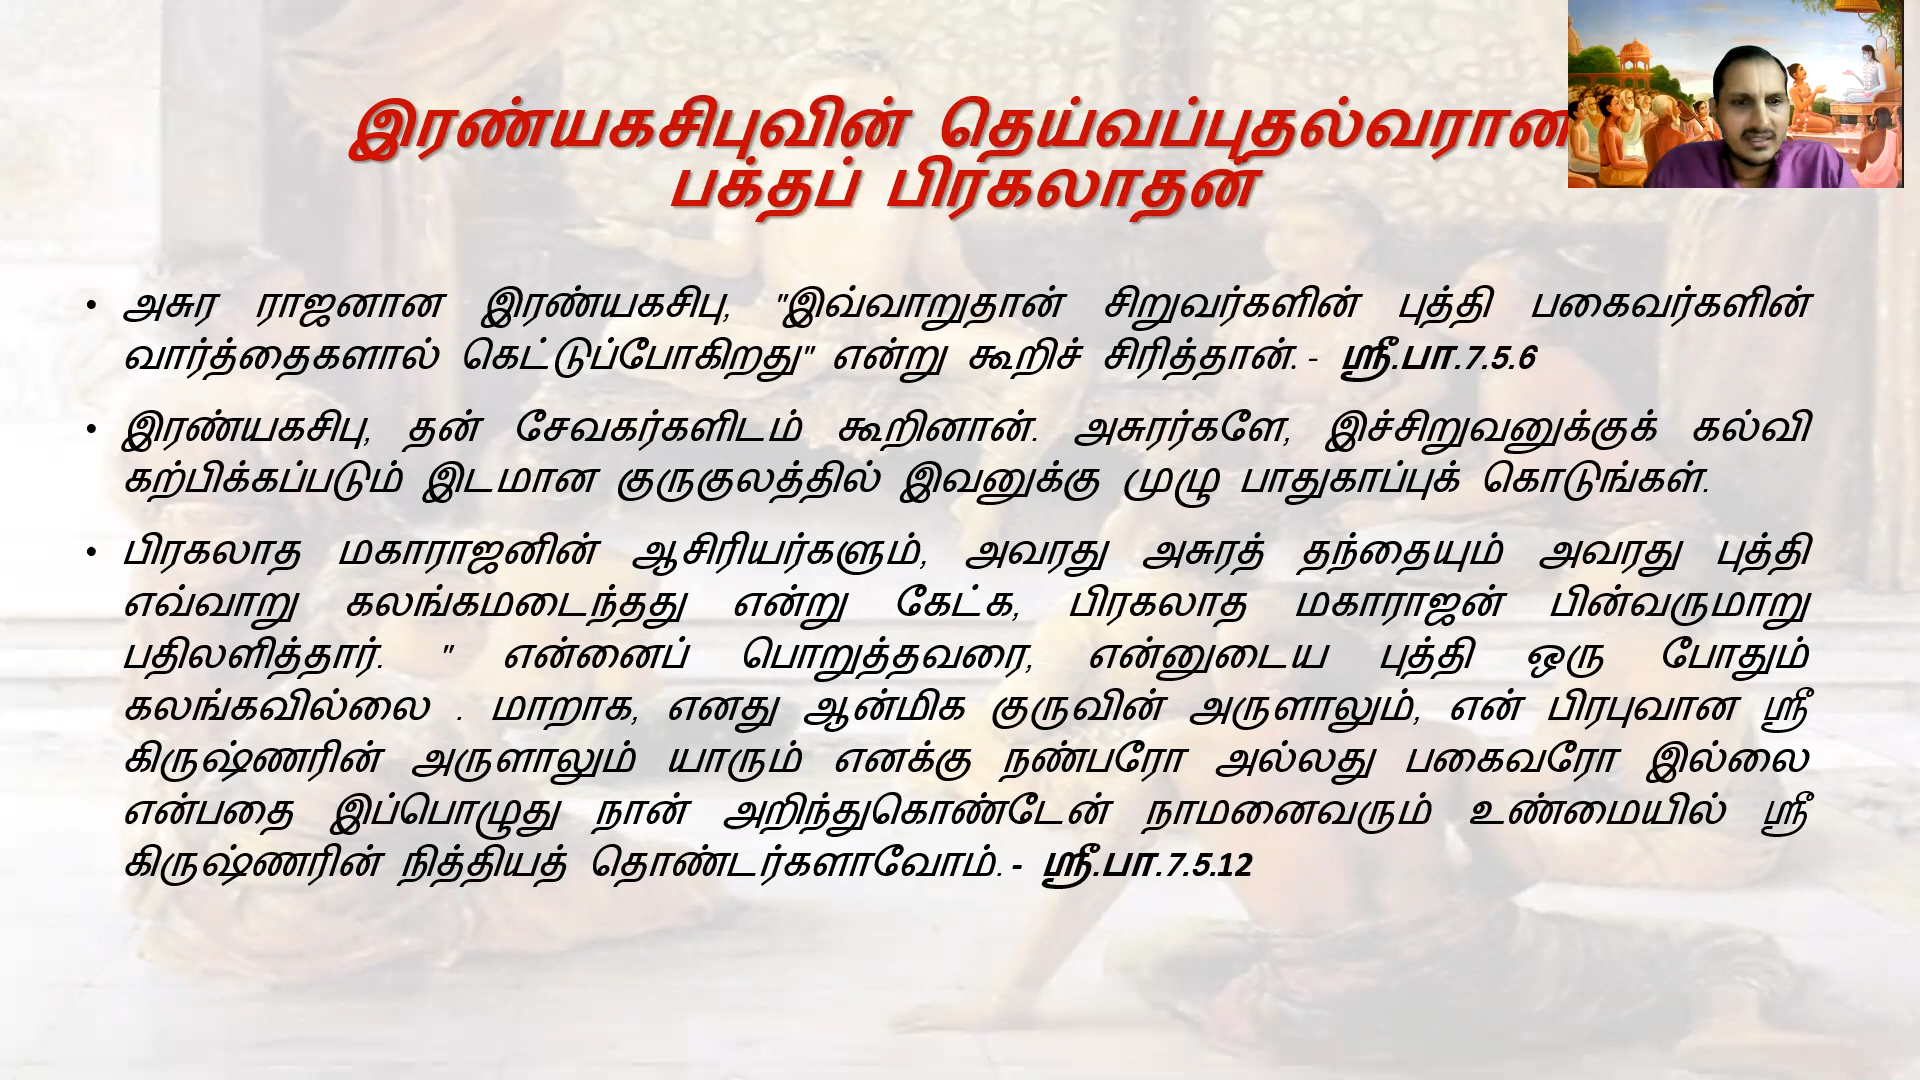 இரண்யகசிபுவின் தெய்வப்புதல்வரான
பக்தப் பிரகலாதன்
• அசுர ராஜனான இரண்யகசிபு, "இவ்வாறுதான் சிறுவர்களின் புத்தி பகைவர்களின்
வார்த்தைகளால் கெட்டுப்போகிறது" என்று கூறிச் சிரித்தான். - ஸ்ரீ.பா.7.5.6
• இரண்யகசிபு, தன் சேவகர்களிடம் கூறினான். அசுரர்களே, இச்சிறுவனுக்குக் கல்வி
கற்பிக்கப்படும் இடமான குருகுலத்தில் இவனுக்கு முழு பாதுகாப்புக் கொடுங்கள்.
• பிரகலாத மகாராஜனின் ஆசிரியர்களும், அவரது அசுரத் தந்தையும் அவரது புத்தி
எவ்வாறு கலங்கமடைந்தது என்று கேட்க, பிரகலாத மகாராஜன் பின்வருமாறு
பதிலளித்தார். " என்னைப் பொறுத்தவரை, என்னுடைய புத்தி ஒரு போதும்
கலங்கவில்லை . மாறாக, எனது ஆன்மிக குருவின் அருளாலும், என் பிரபுவான ஸ்ரீ
கிருஷ்ணரின் அருளாலும் யாரும் எனக்கு நண்பரோ அல்லது பகைவரோ இல்லை
என்பதை இப்பொழுது நான் அறிந்துகொண்டேன் நாமனைவரும் உண்மையில் ஸ்ரீ
கிருஷ்ணரின் நித்தியத் தொண்டர்களாவோம். - ஸ்ரீ.பா.7.5.12